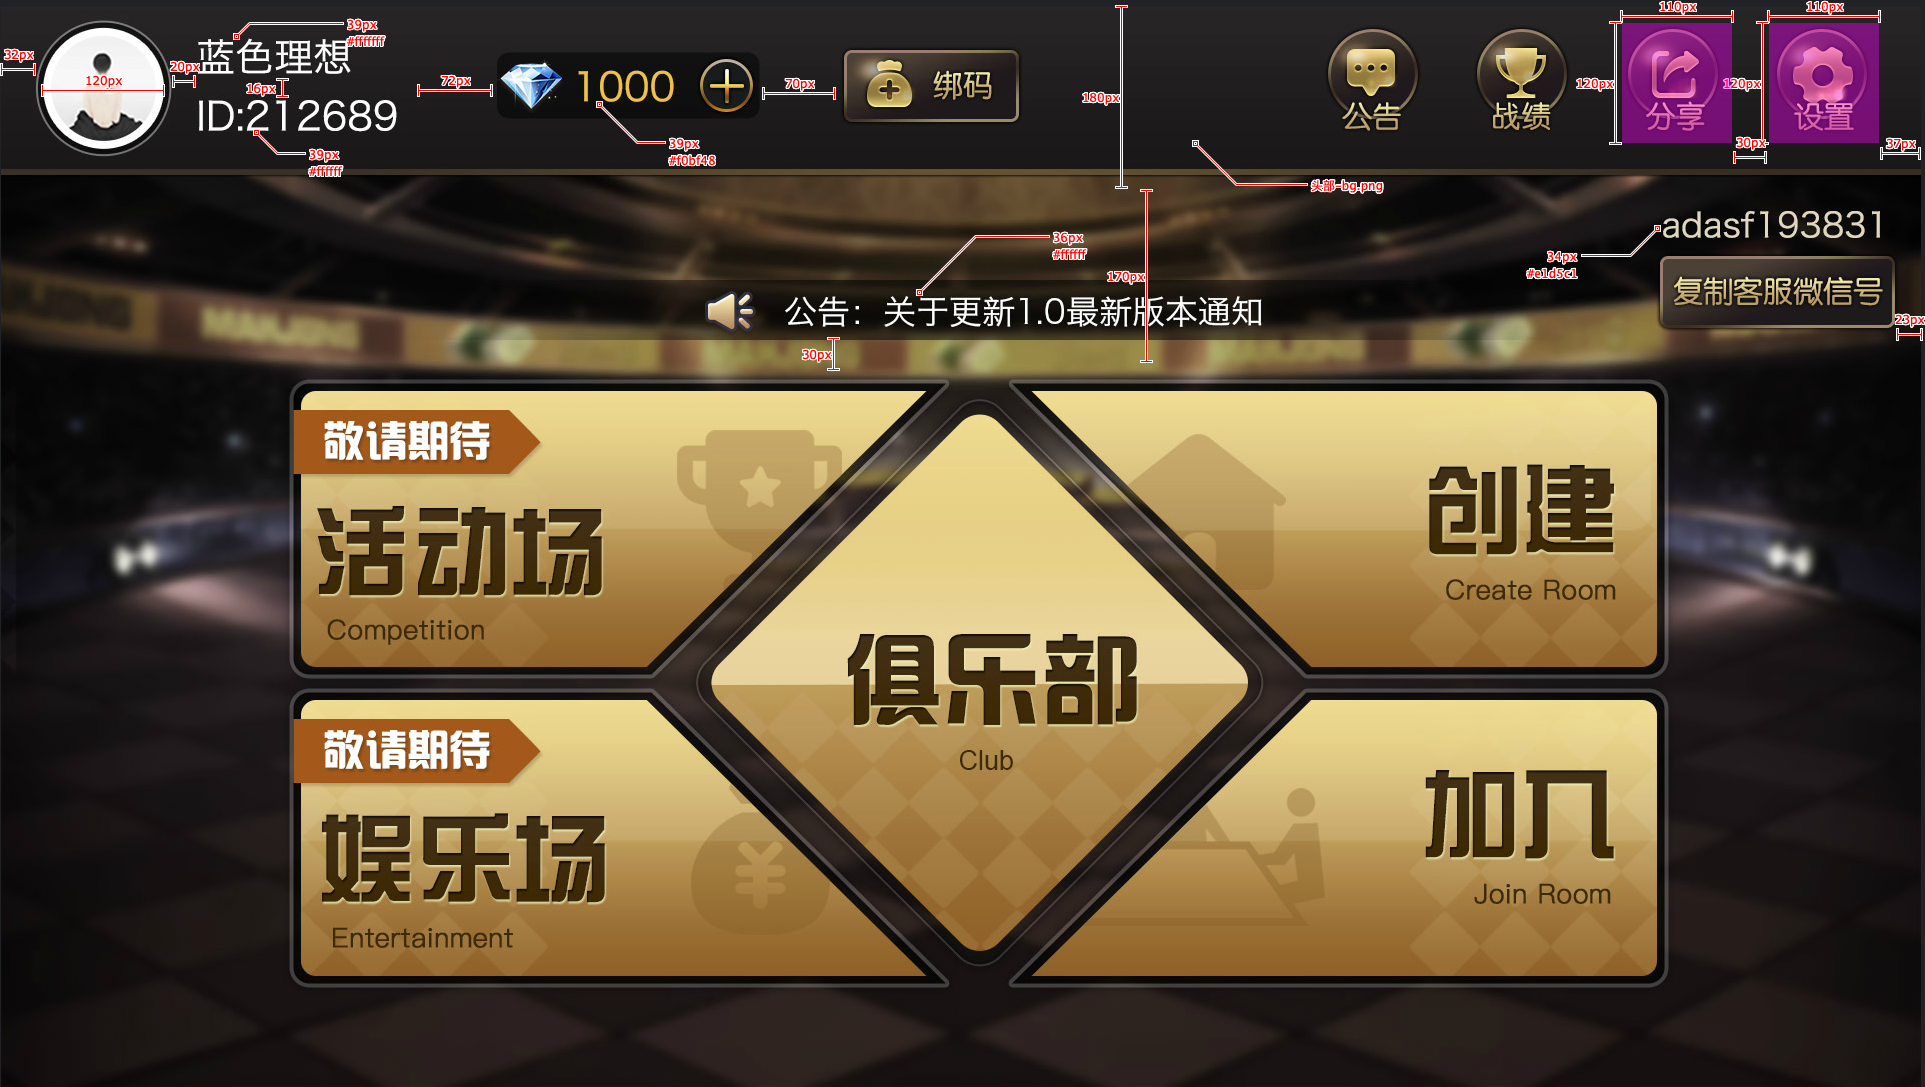 32px
120px
20px
蓝色理想
39px
#ffffff
16px
ID:212689
39px
#ffffff
72px
1000
39px
#f0bf48
70px
绑码
180px
公告
战绩
110px
120px
分享
110px
120px
设置
30px
37px
头部-bg.png
170px
36px
#ffffff
公告：关于更新1.0最新版本通知
30px
adasf193831
34px
#e1d5c1
复制客服微信号
23px
MAHJONG
敬请期待
活动场
Competition
创建
Create Room
俱乐部
Club
敬请期待
娱乐场
Entertainment
加入
Join Room